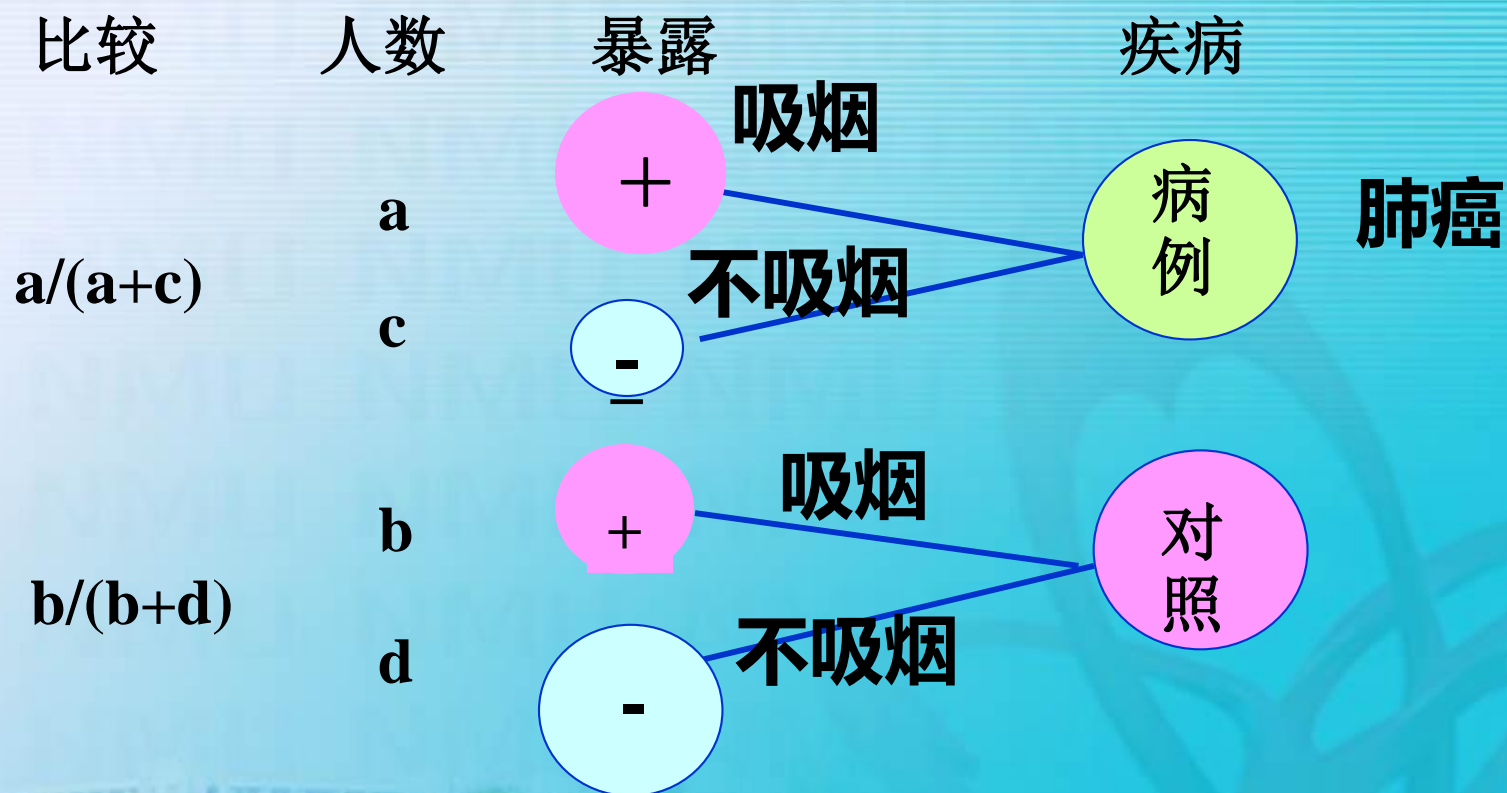 比较 人数 暴露 疾病
吸烟
+
a
病
例
肺癌
不吸烟
a/(a+c)
c
-
–
吸烟
b
+
对
照
b/(b+d)
不吸烟
d
-